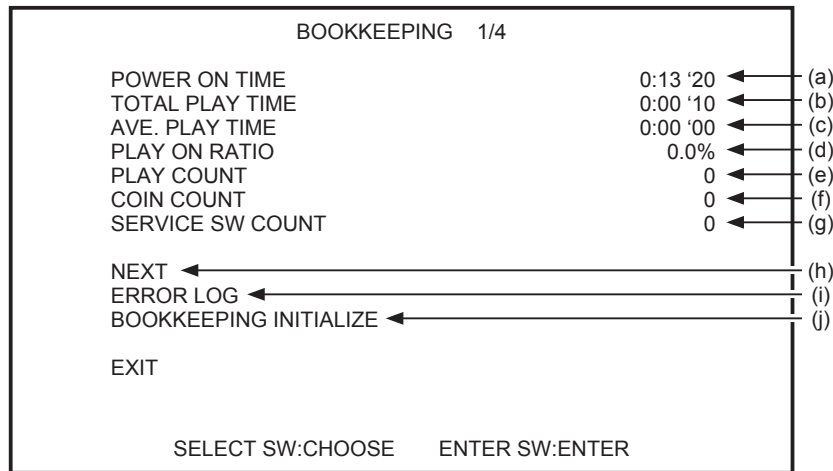 BOOKKEEPING 1/4
POWER ON TIME 0:13 ‘20 (a)
TOTAL PLAY TIME 0:00 ‘10 (b)
AVE. PLAY TIME 0:00 ‘00 (c)
PLAY ON RATIO 0.0% (d)
PLAY COUNT 0 (e)
COIN COUNT 0 (f)
SERVICE SW COUNT 0 (g)
NEXT (h)
ERROR LOG (i)
BOOKKEEPING INITIALIZE (j)
EXIT
SELECT SW:CHOOSE ENTER SW:ENTER